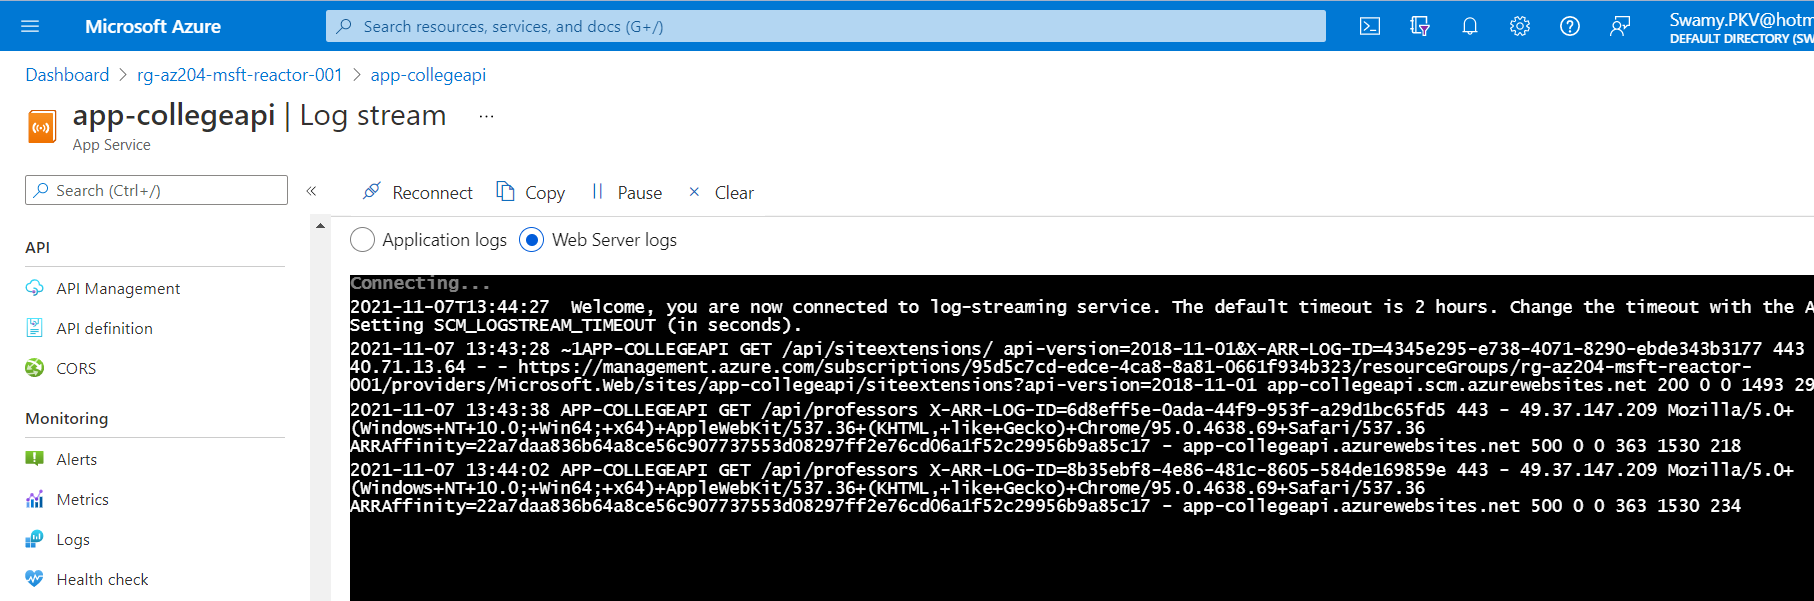 Microsoft Azure
Search resources, services, and docs (G+/)
Swamy.PKV@hotm
DEFAULT DIRECTORY (SW
Dashboard > rg-az204-msft-reactor-001 > app-collegeapi
app-collegeapi | Log stream ...
App Service
Search (Ctrl+/)
«
Reconnect Copy Pause Clear
Application logs Web Server logs
API
API Management
API definition
CORS
Monitoring
Alerts
Metrics
Logs
Health check
Connecting...
2021-11-07T13:44:27 Welcome, you are now connected to log-streaming service. The default timeout is 2 hours. Change the timeout with the A
Setting SCM_LOGSTREAM_TIMEOUT (in seconds).
2021-11-07 13:43:28 ~1APP-COLLEGEAPI GET /api/siteextensions/ api-version=2018-11-01&X-ARR-LOG-ID=4345e295-e738-4071-8290-ebde343b3177 443
40.71.13.64 - - https://management.azure.com/subscriptions/95d5c7cd-edce-4ca8-8a81-0661f934b323/resourceGroups/rg-az204-msft-reactor-
001/providers/Microsoft.Web/sites/app-collegeapi/siteextensions?api-version=2018-11-01 app-collegeapi.scm.azurewebsites.net 200 0 0 1493 29
2021-11-07 13:43:38 APP-COLLEGEAPI GET /api/professors X-ARR-LOG-ID=6d8eff5e-0ada-44f9-953f-a29d1bc65fd5 443 - 49.37.147.209 Mozilla/5.0+
(Windows+NT+10.0;+Win64;+x64)+AppleWebKit/537.36+(KHTML,+like+Gecko)+Chrome/95.0.4638.69+Safari/537.36
ARRAffinity=22a7daa836b64a8ce56c907737553d08297ff2e76cd06a1f52c29956b9a85c17 - app-collegeapi.azurewebsites.net 500 0 0 363 1530 218
2021-11-07 13:44:02 APP-COLLEGEAPI GET /api/professors X-ARR-LOG-ID=8b35ebf8-4e86-481c-8605-584de169859e 443 - 49.37.147.209 Mozilla/5.0+
(Windows+NT+10.0;+Win64;+x64)+AppleWebKit/537.36+(KHTML,+like+Gecko)+Chrome/95.0.4638.69+Safari/537.36
ARRAffinity=22a7daa836b64a8ce56c907737553d08297ff2e76cd06a1f52c29956b9a85c17 - app-collegeapi.azurewebsites.net 500 0 0 363 1530 234